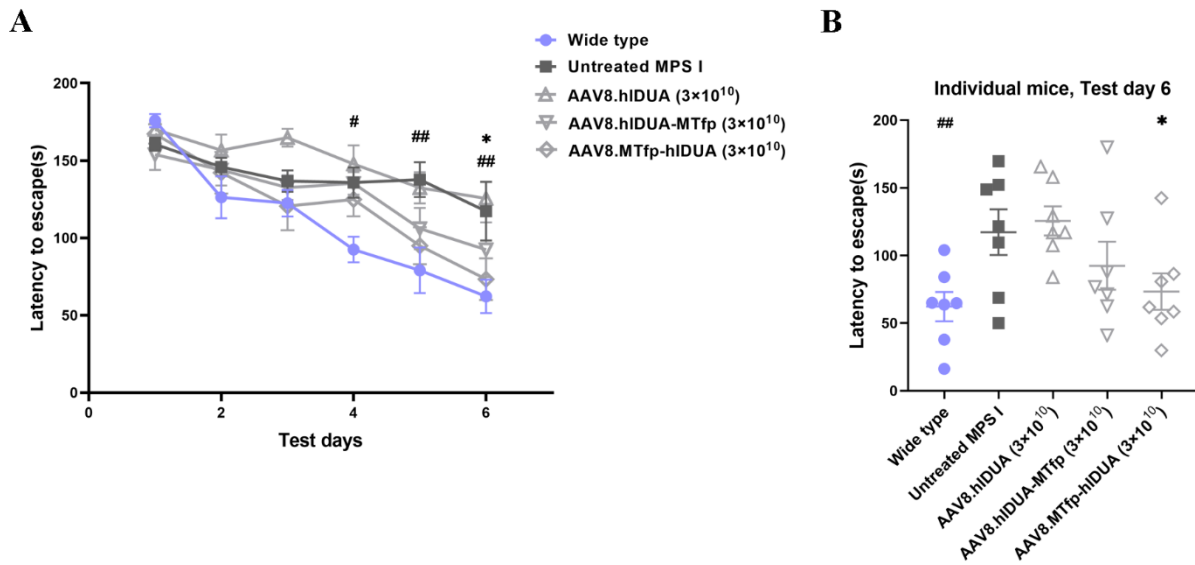 A
Wide type
Untreated MPS I
AAV8.hIDUA (3×10¹⁰)
AAV8.hIDUA-MTfp (3×10¹⁰)
AAV8.MTfp-hIDUA (3×10¹⁰)
200
150
100
50
0
Latency to escape(s)
# ## *
##
0 2 4 6
Test days
B
Individual mice, Test day 6
200
150
100
50
0
Latency to escape(s)
## *
Wide type
Untreated MPS I
AAV8.hIDUA (3×10¹⁰)
AAV8.hIDUA-MTfp (3×10¹⁰)
AAV8.MTfp-hIDUA (3×10¹⁰)